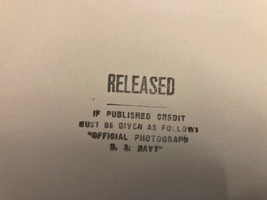 RELEASED
IF PUBLISHED CREDIT
MUST BE GIVEN AS FOLLOWS
"OFFICIAL PHOTOGRAPH
U. S. NAVY"